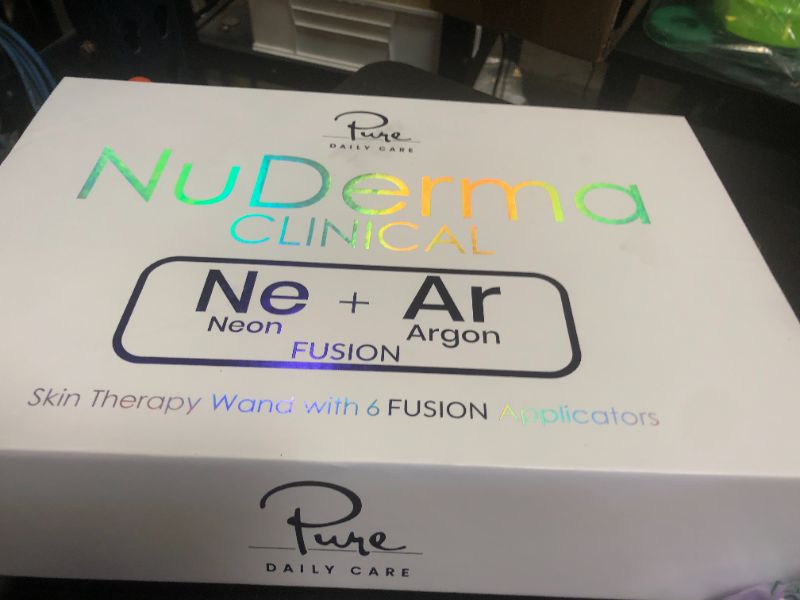 Pure
DAILY CARE
NuDerma
CLINICAL
Ne + Ar
Neon Argon
FUSION
Skin Therapy Wand with 6 FUSION Applicators
Pure
DAILY CARE